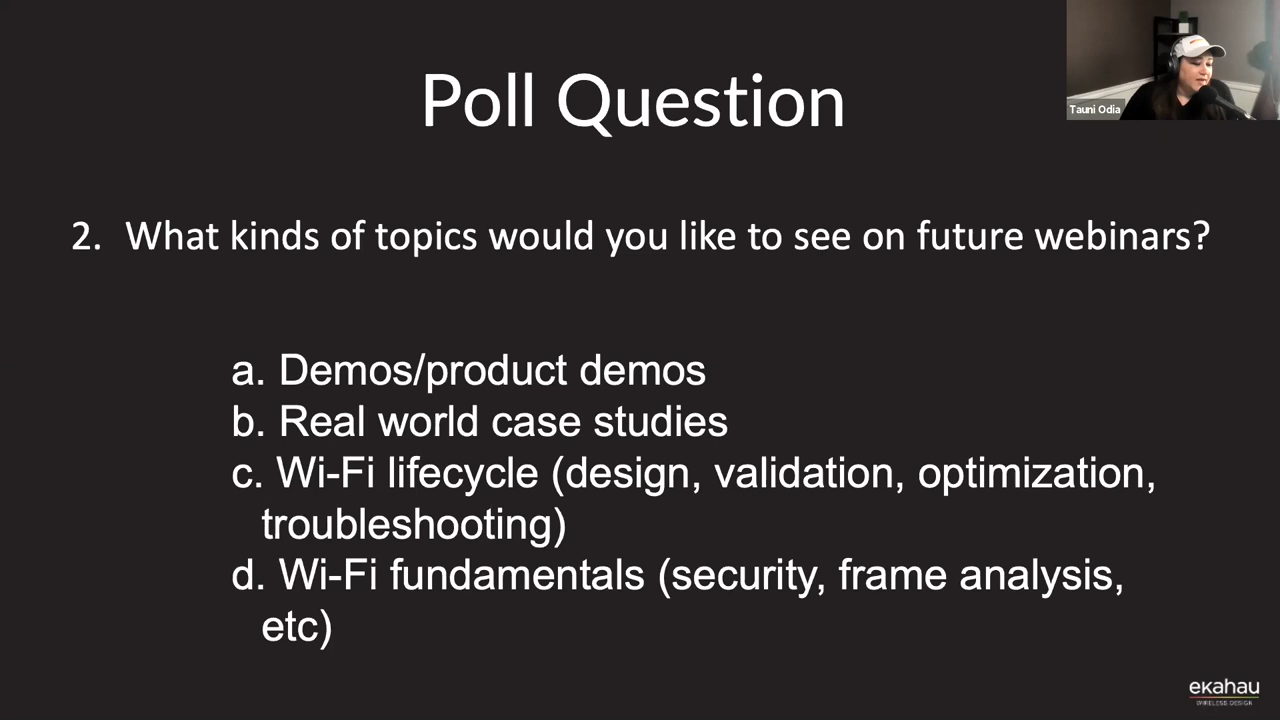 Poll Question
Tauni Odia
2. What kinds of topics would you like to see on future webinars?
a. Demos/product demos
b. Real world case studies
c. Wi-Fi lifecycle (design, validation, optimization,
troubleshooting)
d. Wi-Fi fundamentals (security, frame analysis,
etc)
ekahau
WIRELESS DESIGN